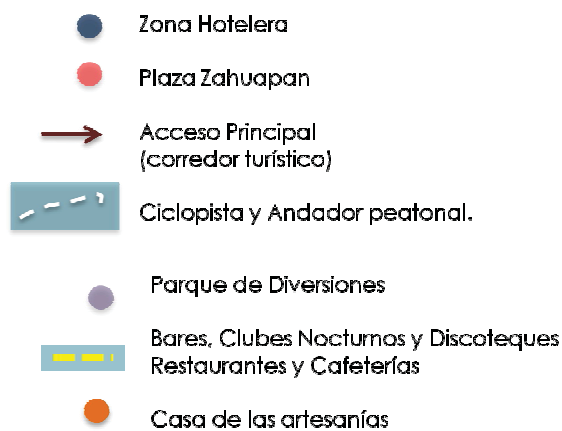 Zona Hotelera
Plaza Zahuapan
Acceso Principal
(corredor turístico)
Ciclopista y Andador peatonal.
Parque de Diversiones
Bares, Clubes Nocturnos y Discoteques
Restaurantes y Cafeterías
Casa de las artesanías